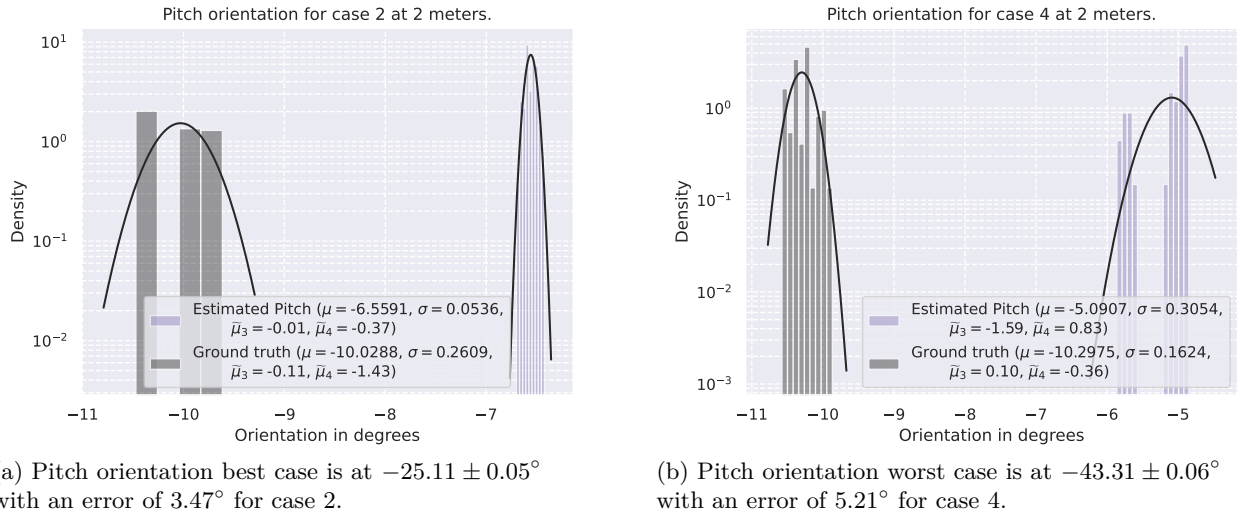 Pitch orientation for case 2 at 2 meters.
10^1
10^0
10^−1
10^−2
Density
Estimated Pitch (μ = -6.5591, σ = 0.0536,
μ̃3 = -0.01, μ̃4 = -0.37)
Ground truth (μ = -10.0288, σ = 0.2609,
μ̃3 = -0.11, μ̃4 = -1.43)
−11 −10 −9 −8 −7
Orientation in degrees
a) Pitch orientation best case is at −25.11 ± 0.05°
with an error of 3.47° for case 2.
Pitch orientation for case 4 at 2 meters.
10^0
10^−1
10^−2
10^−3
Density
Estimated Pitch (μ = -5.0907, σ = 0.3054,
μ̃3 = -1.59, μ̃4 = 0.83)
Ground truth (μ = -10.2975, σ = 0.1624,
μ̃3 = 0.10, μ̃4 = -0.36)
−11 −10 −9 −8 −7 −6 −5
Orientation in degrees
(b) Pitch orientation worst case is at −43.31 ± 0.06°
with an error of 5.21° for case 4.